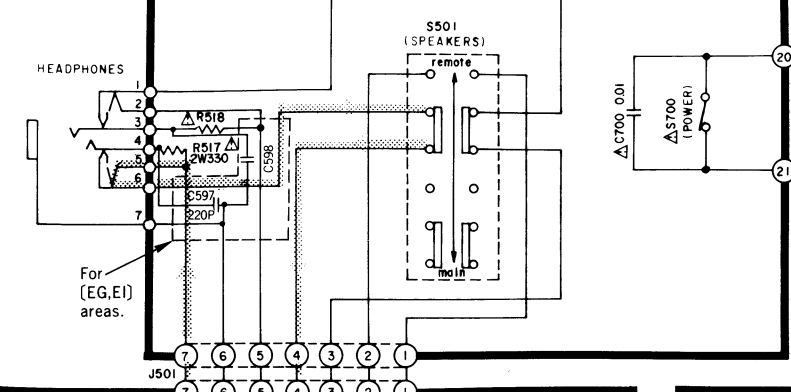 S501
(SPEAKERS)
remote
HEADPHONES
1
2
3
4
5
6
7
⚠R518
R517⚠
2W330
C598
C597
220P
For
[EG,EI]
areas.
main
⚠C700 0.01
⚠S700
(POWER)
20
21
7 6 5 4 3 2 1
J501
7 6 5 4 3 2 1